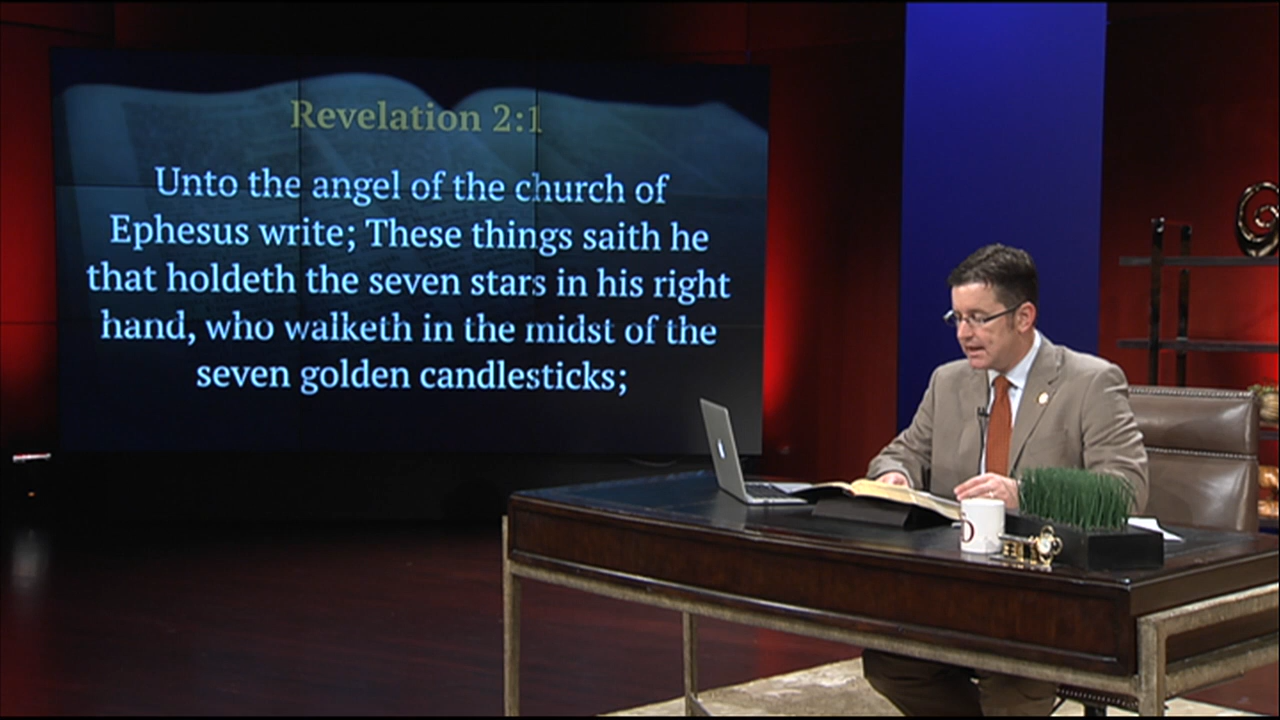 Revelation 2:1
Unto the angel of the church of
Ephesus write; These things saith he
that holdeth the seven stars in his right
hand, who walketh in the midst of the
seven golden candlesticks;